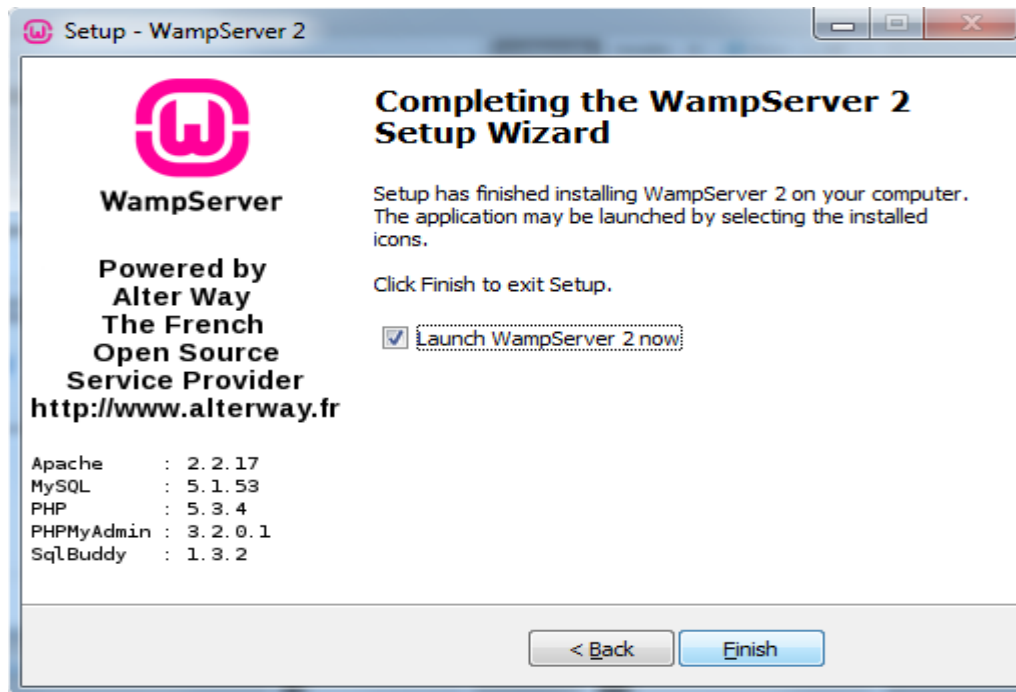 Setup - WampServer 2
WampServer
Powered by
Alter Way
The French
Open Source
Service Provider
http://www.alterway.fr
Apache : 2.2.17
MySQL : 5.1.53
PHP : 5.3.4
PHPMyAdmin : 3.2.0.1
SqlBuddy : 1.3.2
Completing the WampServer 2
Setup Wizard
Setup has finished installing WampServer 2 on your computer.
The application may be launched by selecting the installed
icons.
Click Finish to exit Setup.
Launch WampServer 2 now
< Back
Finish